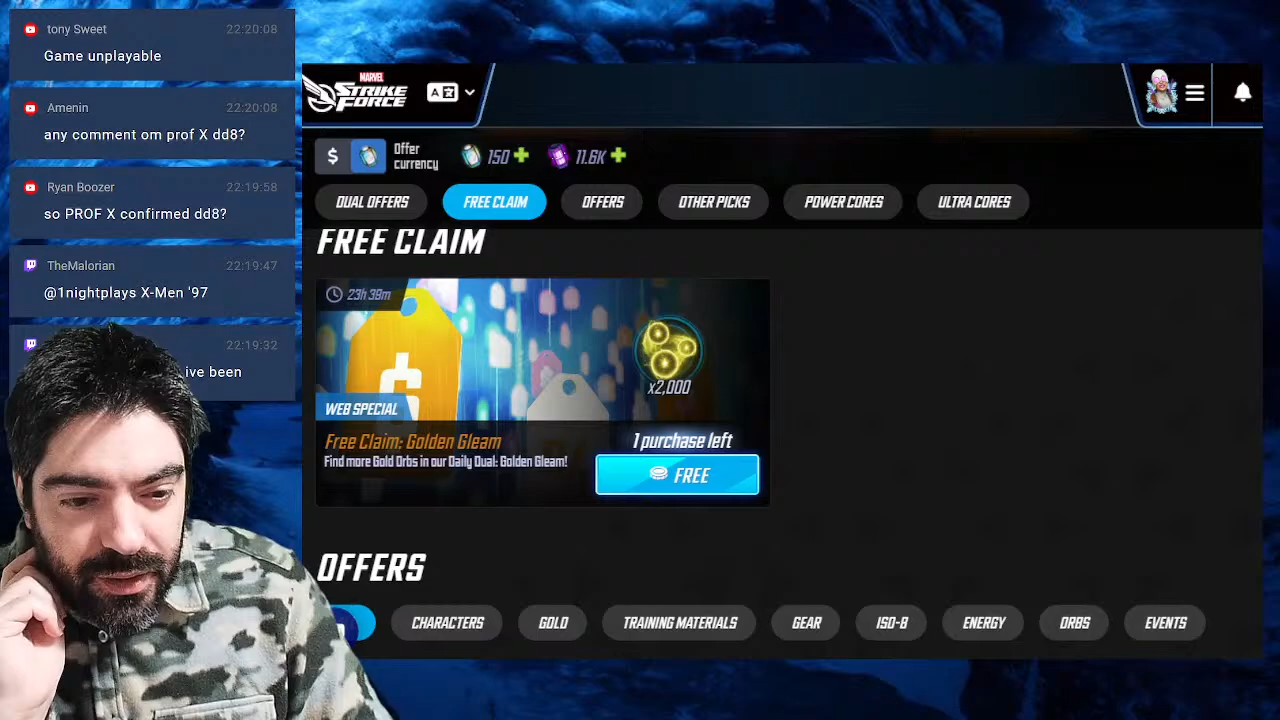 tony Sweet 22:20:08
Game unplayable
Amenin 22:20:08
any comment om prof X dd8?
Ryan Boozer 22:19:58
so PROF X confirmed dd8?
TheMalorian 22:19:47
@1nightplays X-Men '97
22:19:32
ive been
MARVEL
STRIKE
FORCE
A
$
Offer
currency
150
11.6K
DUAL OFFERS
FREE CLAIM
OFFERS
OTHER PICKS
POWER CORES
ULTRA CORES
FREE CLAIM
23h 39m
$
x2,000
WEB SPECIAL
Free Claim: Golden Gleam
Find more Gold Orbs in our Daily Dual: Golden Gleam!
1 purchase left
FREE
OFFERS
CHARACTERS
GOLD
TRAINING MATERIALS
GEAR
ISO-8
ENERGY
ORBS
EVENTS